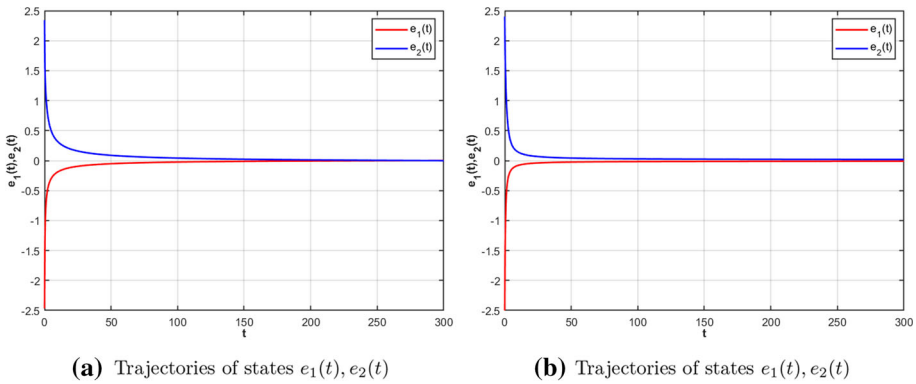 2.5
2
1.5
1
0.5
0
-0.5
-1
-1.5
-2
-2.5
e₁(t),e₂(t)
e₁(t)
e₂(t)
0 50 100 150 200 250 300
t
(a) Trajectories of states e₁(t), e₂(t)
2.5
2
1.5
1
0.5
0
-0.5
-1
-1.5
-2
-2.5
e₁(t),e₂(t)
e₁(t)
e₂(t)
0 50 100 150 200 250 300
t
(b) Trajectories of states e₁(t), e₂(t)